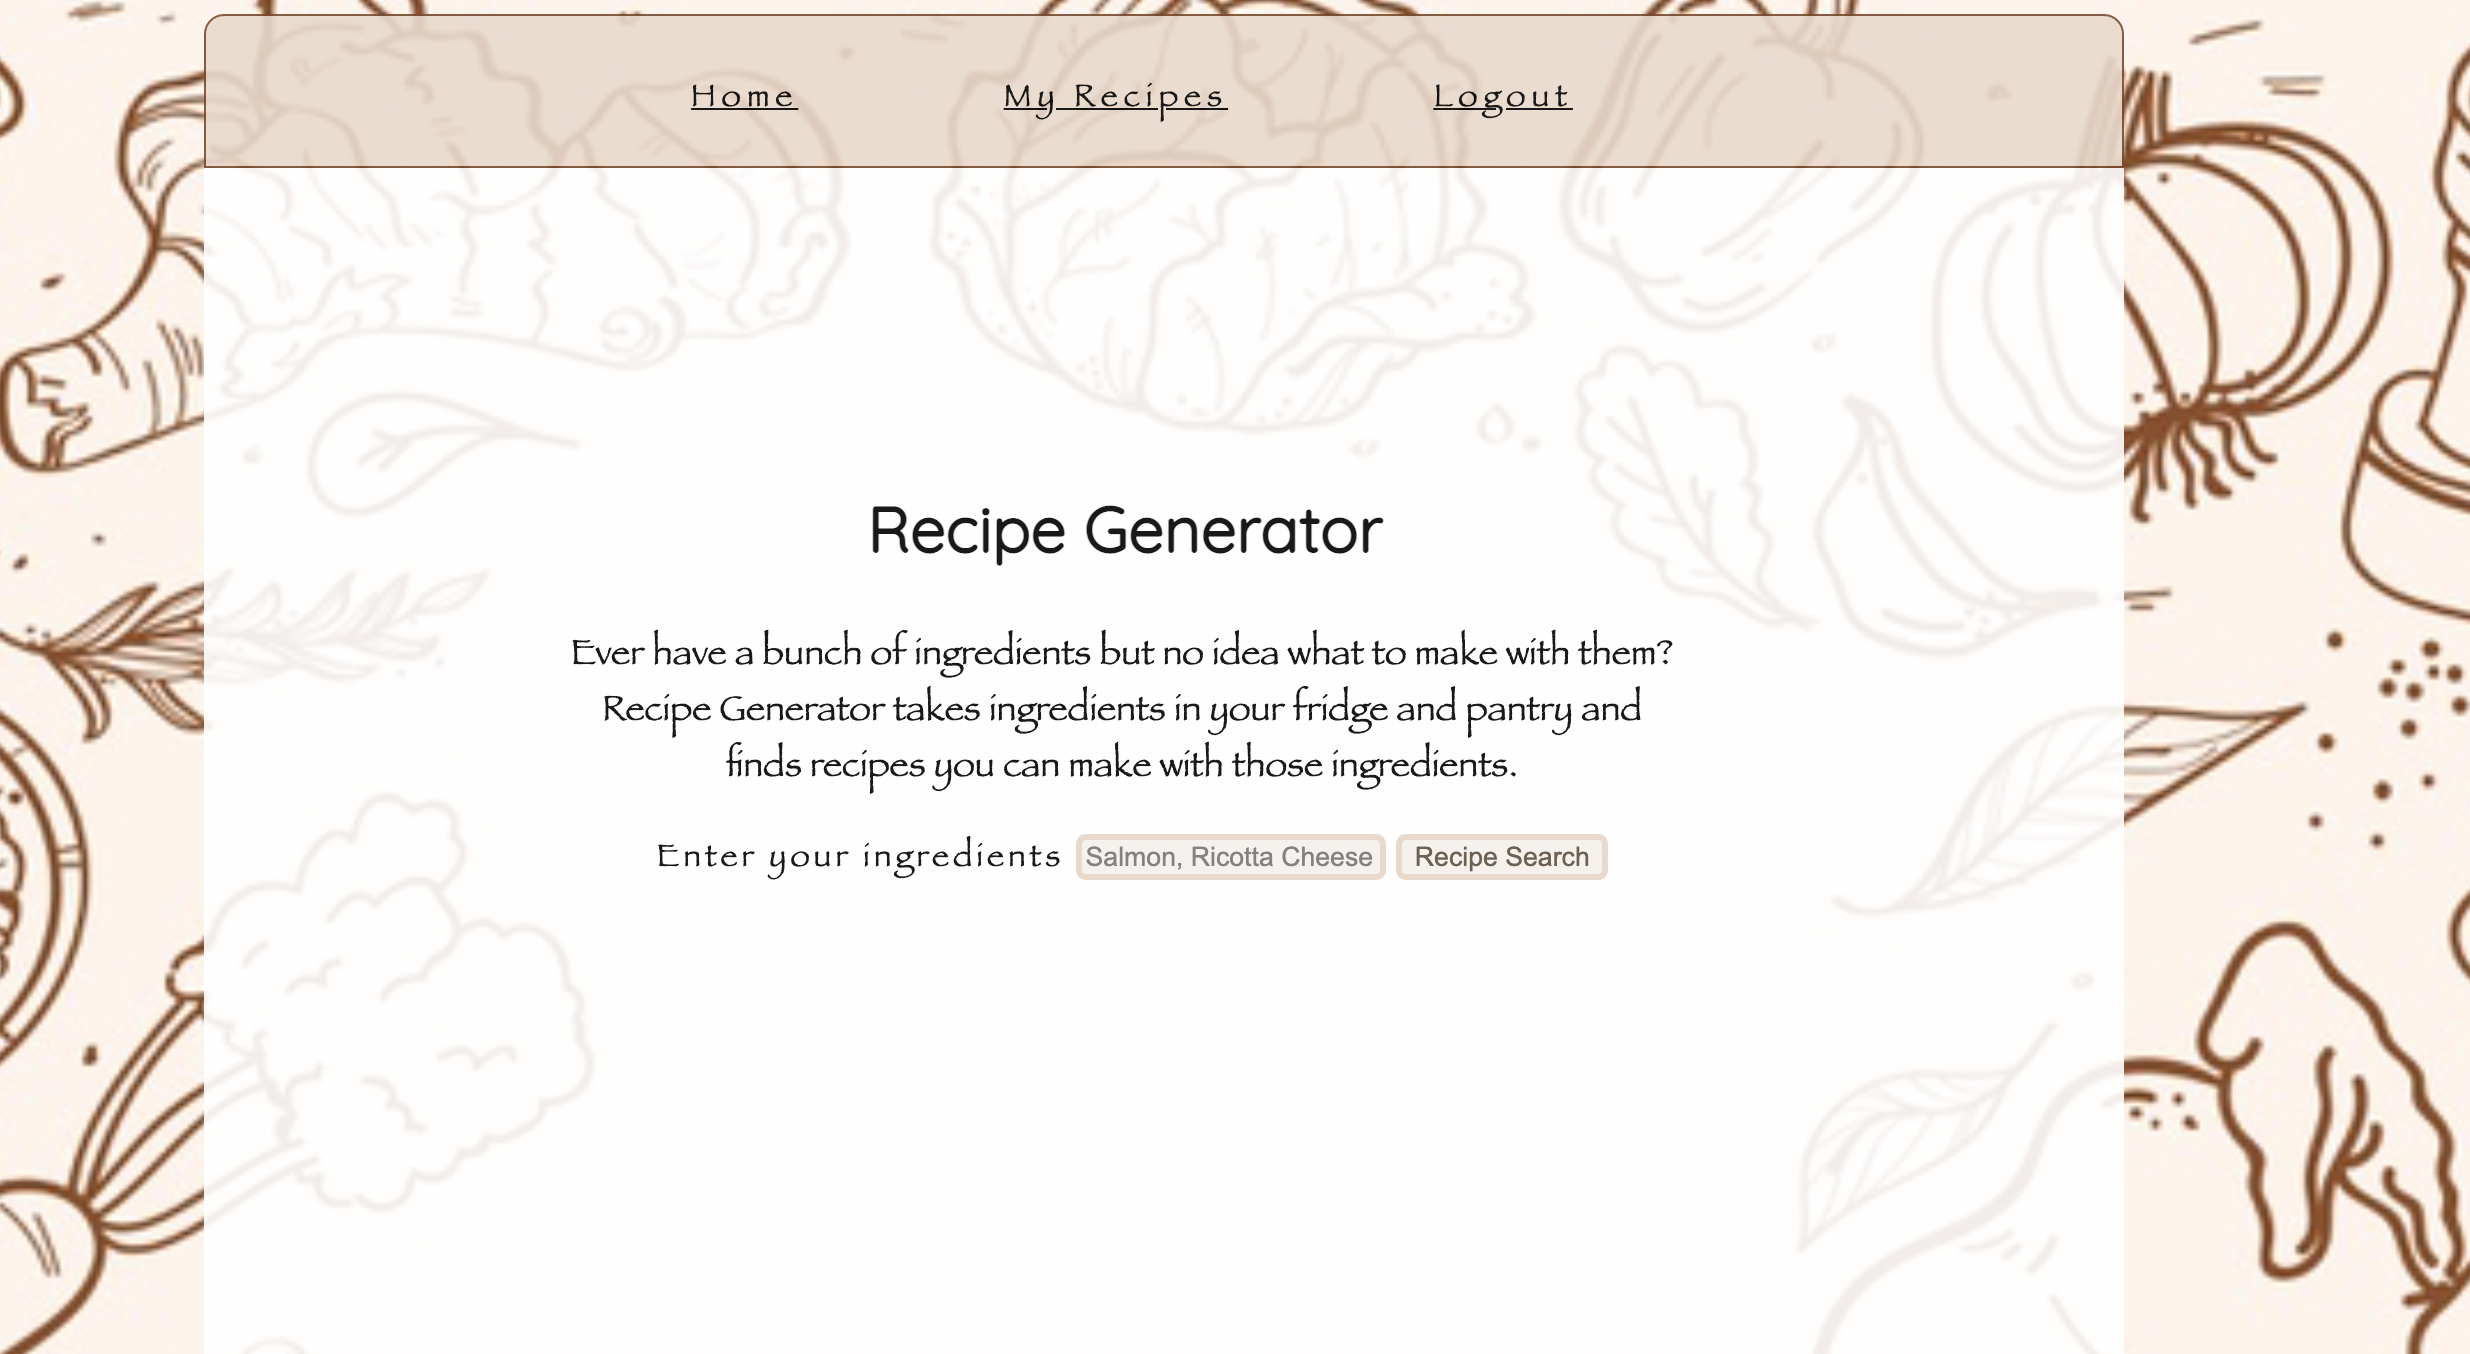 Home My Recipes Logout
Recipe Generator
Ever have a bunch of ingredients but no idea what to make with them?
Recipe Generator takes ingredients in your fridge and pantry and
finds recipes you can make with those ingredients.
Enter your ingredients Salmon, Ricotta Cheese Recipe Search